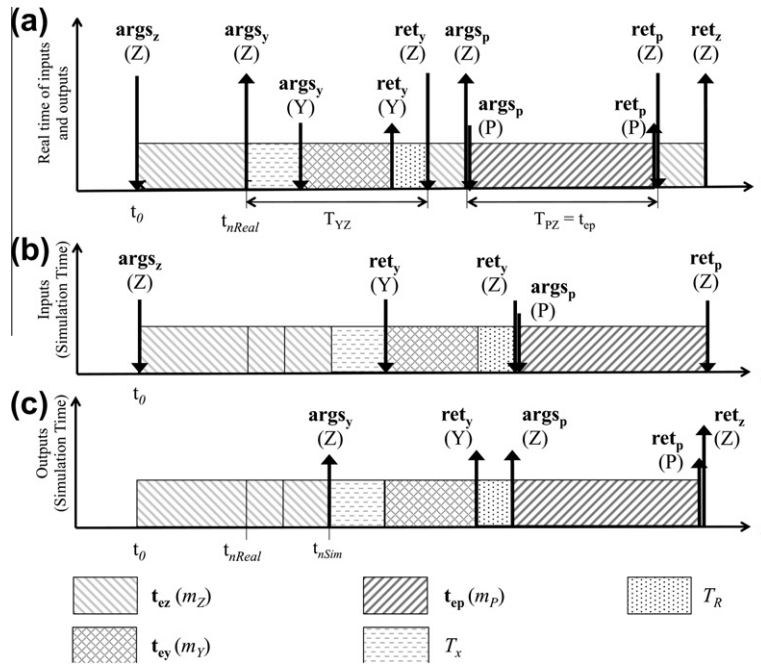 (a)
Real time of inputs
and outputs
args_z
(Z)
args_y
(Z)
args_y
(Y)
ret_y
(Y)
ret_y
(Z)
args_p
(Z)
args_p
(P)
ret_p
(P)
ret_p
(Z)
ret_z
(Z)
t_0
t_nReal
T_YZ
T_PZ = t_ep
(b)
Inputs
(Simulation Time)
args_z
(Z)
ret_y
(Y)
ret_y
(Z)
args_p
(P)
ret_p
(Z)
t_0
(c)
Outputs
(Simulation Time)
args_y
(Z)
ret_y
(Y)
args_p
(Z)
ret_p
(P)
ret_z
(Z)
t_0
t_nReal
t_nSim
t_ez (m_Z)
t_ep (m_P)
T_R
t_ey (m_Y)
T_x